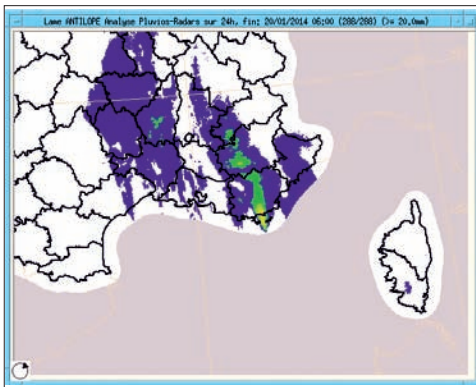 Lame ANTILOPE Analyse Pluvios-Radars sur 24h, fin: 20/01/2014 06:00 (288/288) (>= 20,0mm)